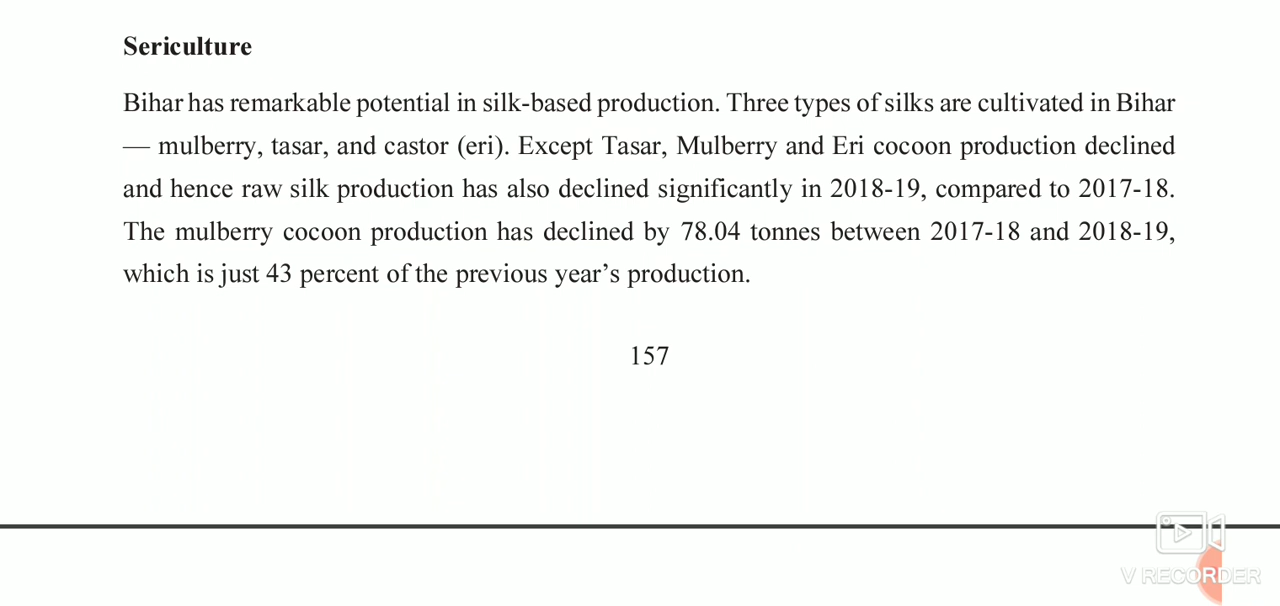 Sericulture
Bihar has remarkable potential in silk-based production. Three types of silks are cultivated in Bihar
— mulberry, tasar, and castor (eri). Except Tasar, Mulberry and Eri cocoon production declined
and hence raw silk production has also declined significantly in 2018-19, compared to 2017-18.
The mulberry cocoon production has declined by 78.04 tonnes between 2017-18 and 2018-19,
which is just 43 percent of the previous year’s production.
157
V RECORDER